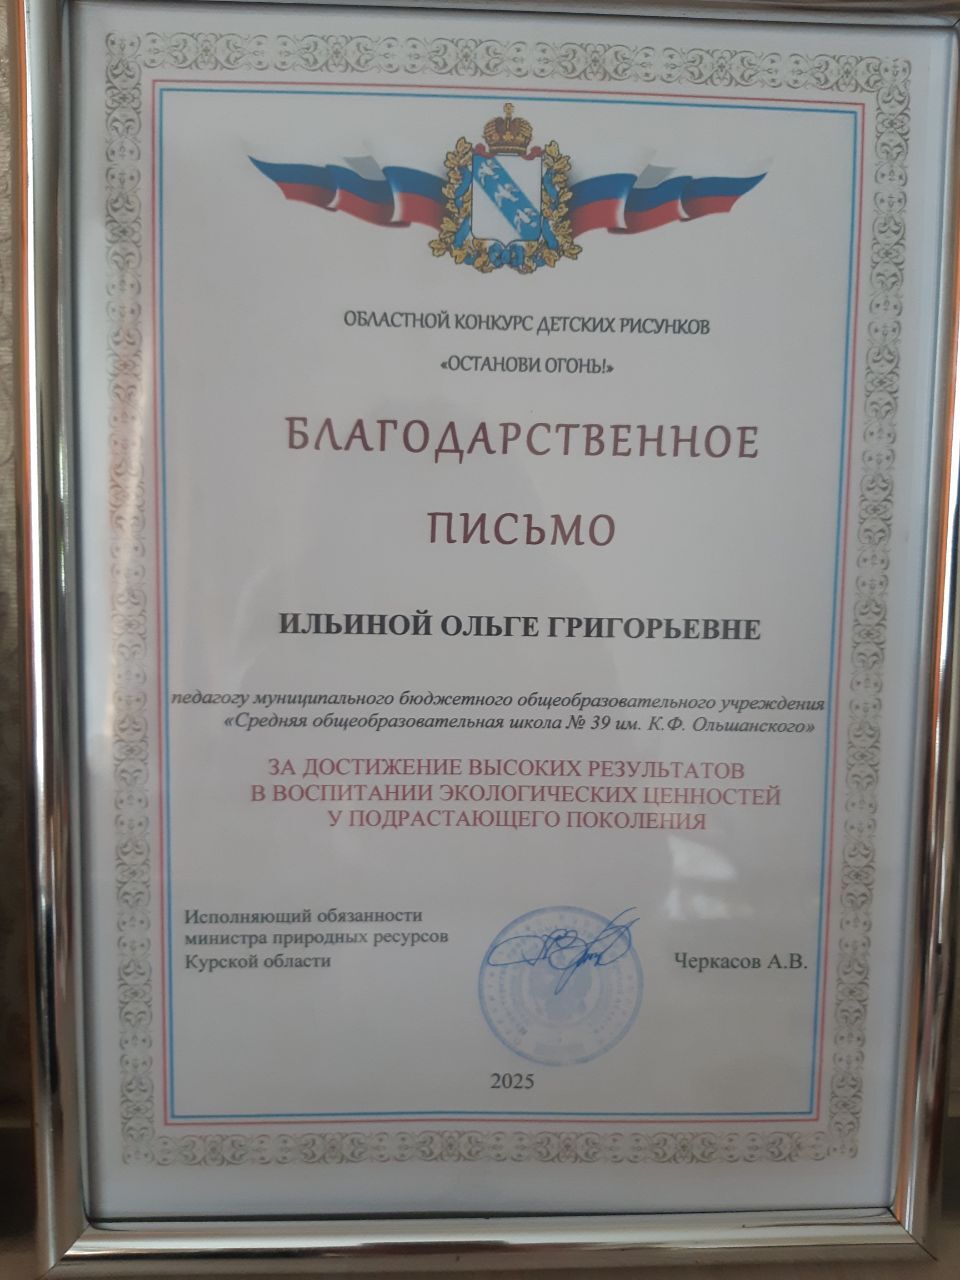 ОБЛАСТНОЙ КОНКУРС ДЕТСКИХ РИСУНКОВ
«ОСТАНОВИ ОГОНЬ!»
БЛАГОДАРСТВЕННОЕ
ПИСЬМО
ИЛЬИНОЙ ОЛЬГЕ ГРИГОРЬЕВНЕ
педагогу муниципального бюджетного общеобразовательного учреждения
«Средняя общеобразовательная школа № 39 им. К.Ф. Ольшанского»
ЗА ДОСТИЖЕНИЕ ВЫСОКИХ РЕЗУЛЬТАТОВ
В ВОСПИТАНИИ ЭКОЛОГИЧЕСКИХ ЦЕННОСТЕЙ
У ПОДРАСТАЮЩЕГО ПОКОЛЕНИЯ
Исполняющий обязанности
министра природных ресурсов
Курской области
Черкасов А.В.
2025